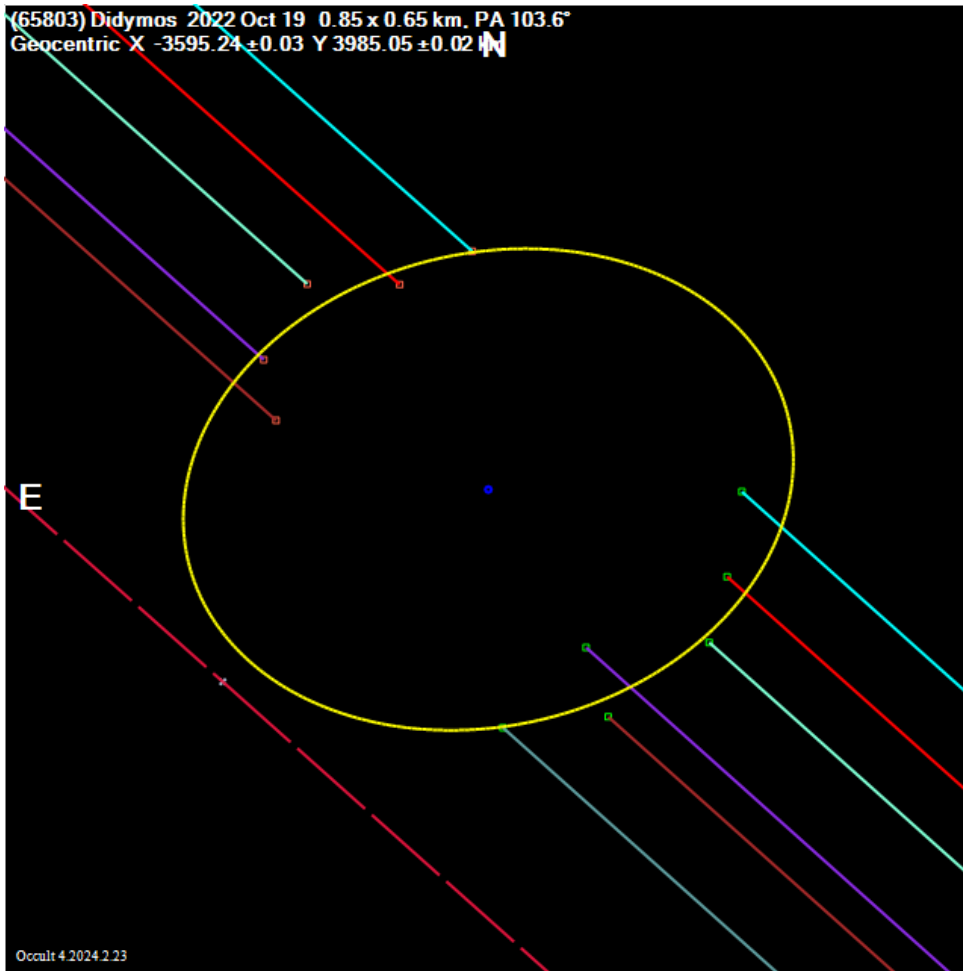 (65803) Didymos 2022 Oct 19 0.85 x 0.65 km, PA 103.6°
Geocentric X -3595.24 ±0.03 Y 3985.05 ±0.02 km
N
E
Occult 4.2024.2.23